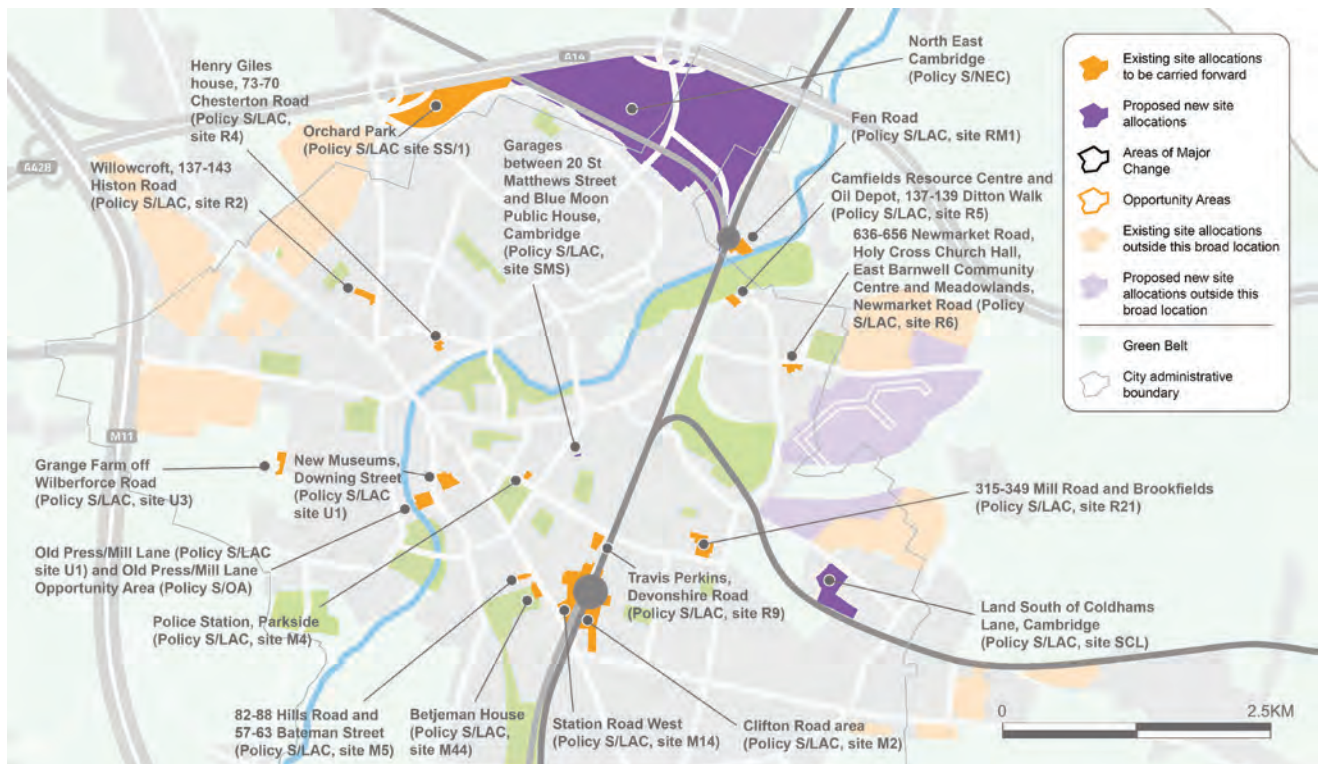 A14
A428
M11
Henry Giles
house, 73-70
Chesterton Road
(Policy S/LAC,
site R4)
Orchard Park
(Policy S/LAC site SS/1)
Willowcroft, 137-143
Histon Road
(Policy S/LAC, site R2)
Garages
between 20 St
Matthews Street
and Blue Moon
Public House,
Cambridge
(Policy S/LAC,
site SMS)
North East
Cambridge
(Policy S/NEC)
Fen Road
(Policy S/LAC, site RM1)
Camfields Resource Centre and
Oil Depot, 137-139 Ditton Walk
(Policy S/LAC, site R5)
636-656 Newmarket Road,
Holy Cross Church Hall,
East Barnwell Community
Centre and Meadowlands,
Newmarket Road (Policy
S/LAC, site R6)
Existing site allocations
to be carried forward
Proposed new site
allocations
Areas of Major
Change
Opportunity Areas
Existing site allocations
outside this broad location
Proposed new site
allocations outside this
broad location
Green Belt
City administrative
boundary
Grange Farm off
Wilberforce Road
(Policy S/LAC, site U3)
New Museums,
Downing Street
(Policy S/LAC
site U1)
Old Press/Mill Lane (Policy S/LAC
site U1) and Old Press/Mill Lane
Opportunity Area (Policy S/OA)
Police Station, Parkside
(Policy S/LAC, site M4)
82-88 Hills Road and
57-63 Bateman Street
(Policy S/LAC, site M5)
Betjeman House
(Policy S/LAC,
site M44)
Station Road West
(Policy S/LAC, site M14)
Clifton Road area
(Policy S/LAC, site M2)
Travis Perkins,
Devonshire Road
(Policy S/LAC, site R9)
315-349 Mill Road and Brookfields
(Policy S/LAC, site R21)
Land South of Coldhams
Lane, Cambridge
(Policy S/LAC, site SCL)
0
2.5KM